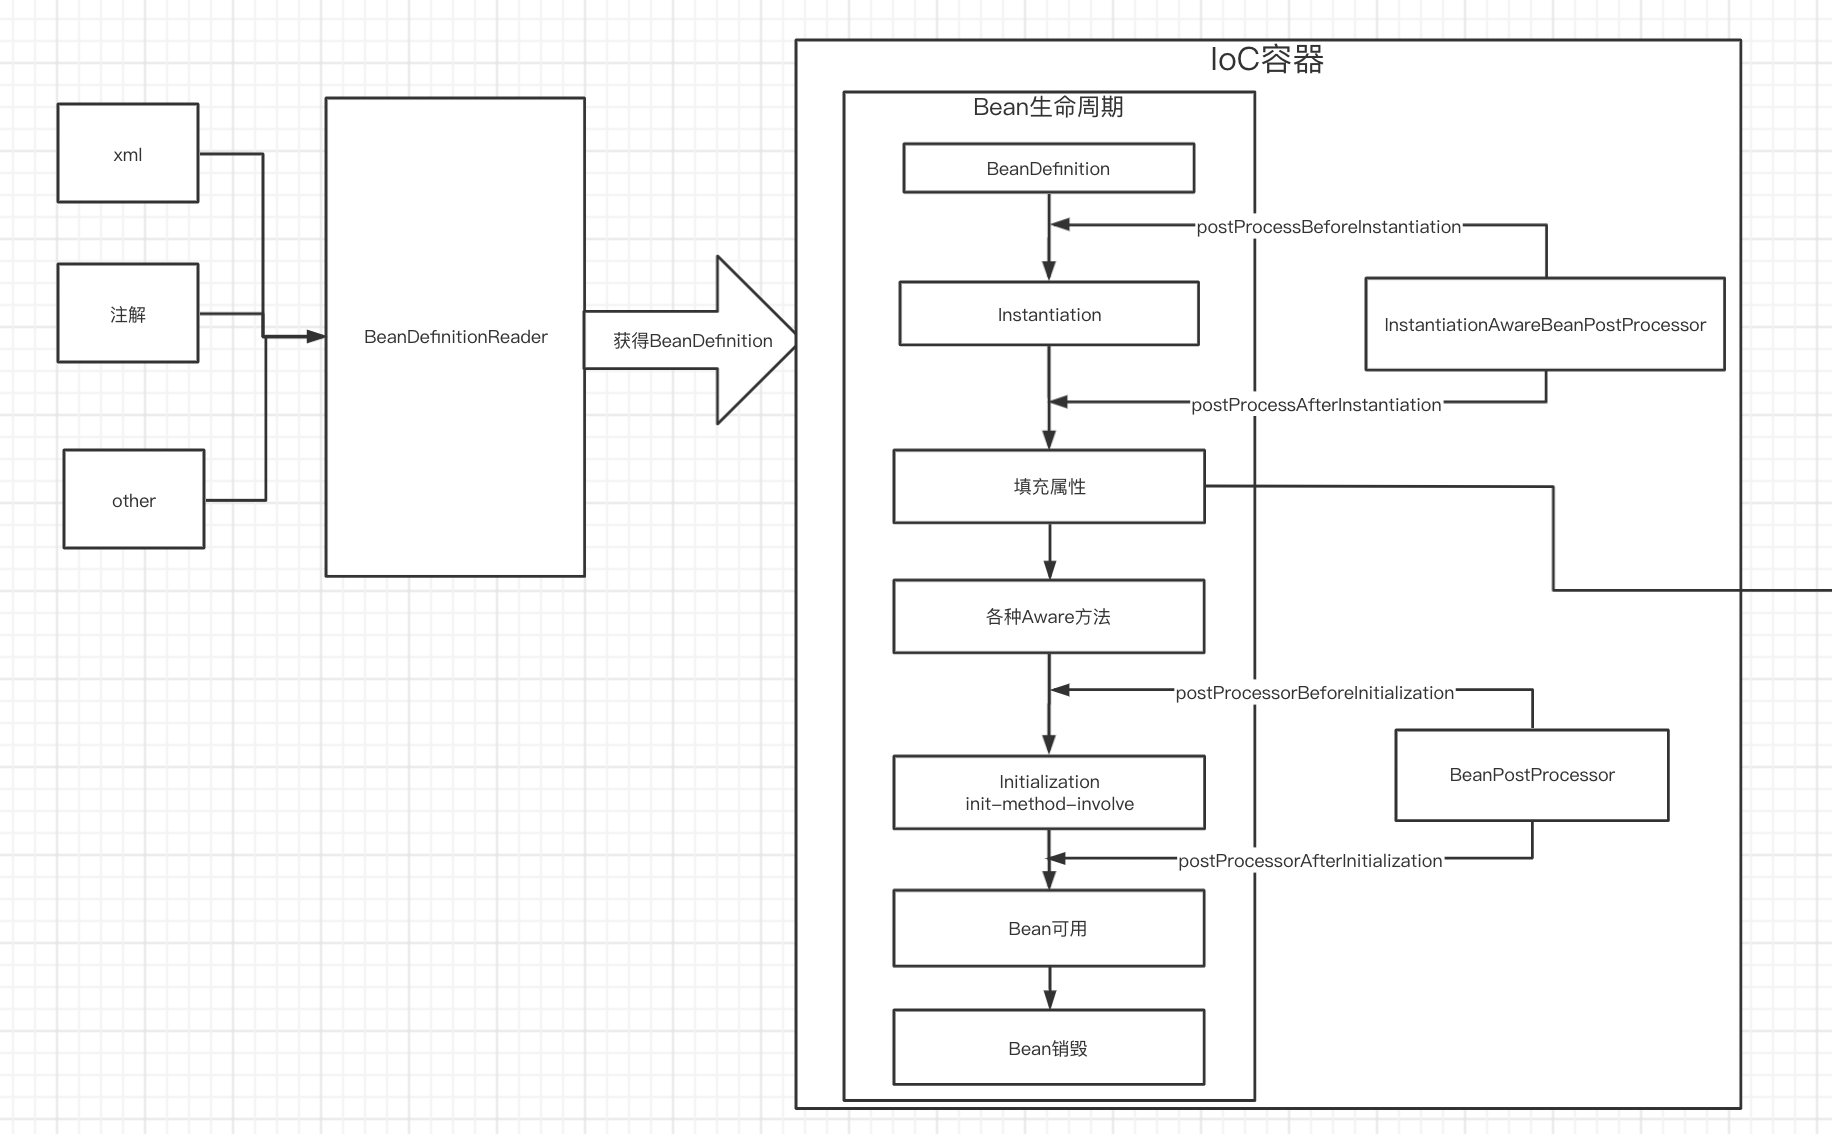 IoC容器
Bean生命周期
xml
注解
other
BeanDefinitionReader
获得BeanDefinition
BeanDefinition
postProcessBeforeInstantiation
Instantiation
InstantiationAwareBeanPostProcessor
postProcessAfterInstantiation
填充属性
各种Aware方法
postProcessorBeforeInitialization
Initialization
init-method-involve
BeanPostProcessor
postProcessorAfterInitialization
Bean可用
Bean销毁